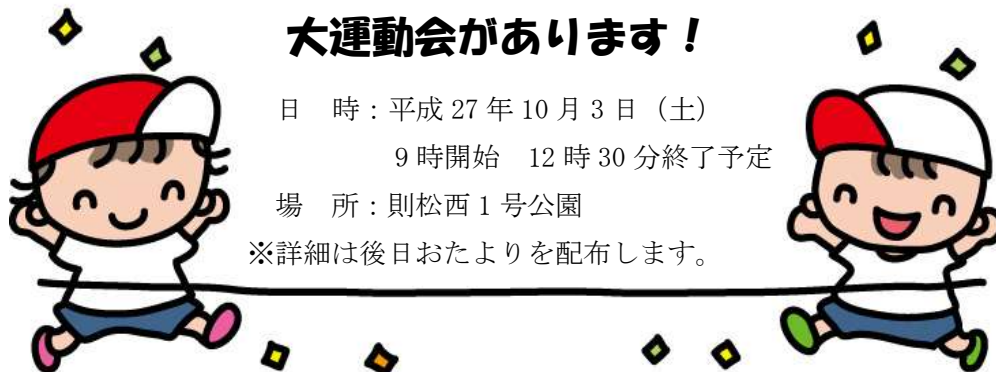 大運動会があります！
日　時：平成 27 年 10 月 3 日（土）
9 時開始　12 時 30 分終了予定
場　所：則松西 1 号公園
※詳細は後日おたよりを配布します。